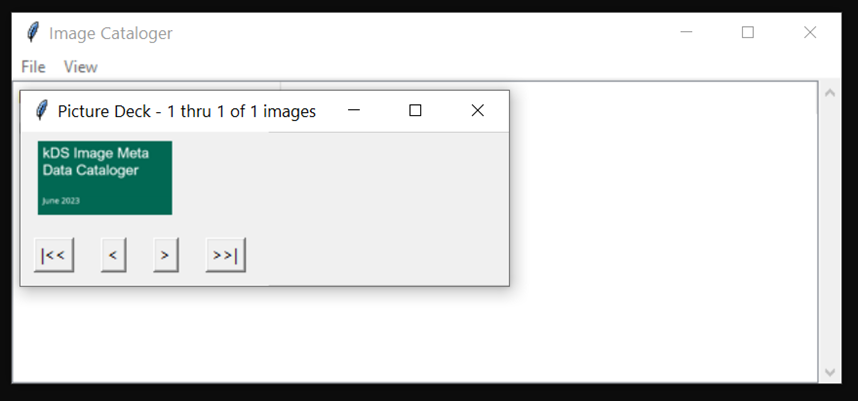 Image Cataloger
File View
Picture Deck - 1 thru 1 of 1 images
kDS Image Meta
Data Cataloger
June 2023
|<< < > >>|